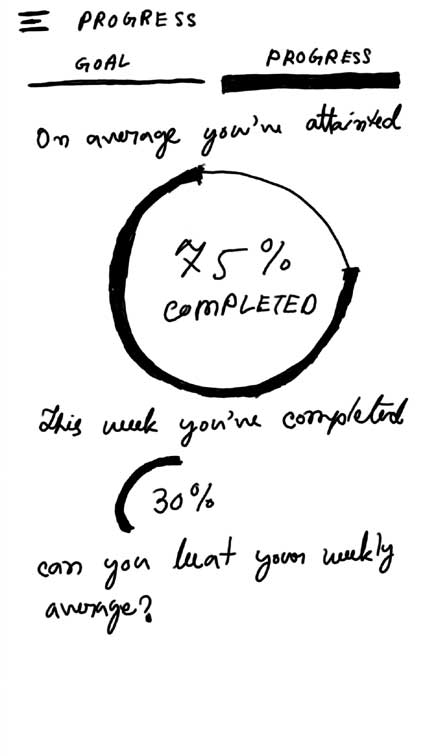 PROGRESS
GOAL PROGRESS
On average you've attained
75%
COMPLETED
This week you've completed
30%
can you beat your weekly
average?